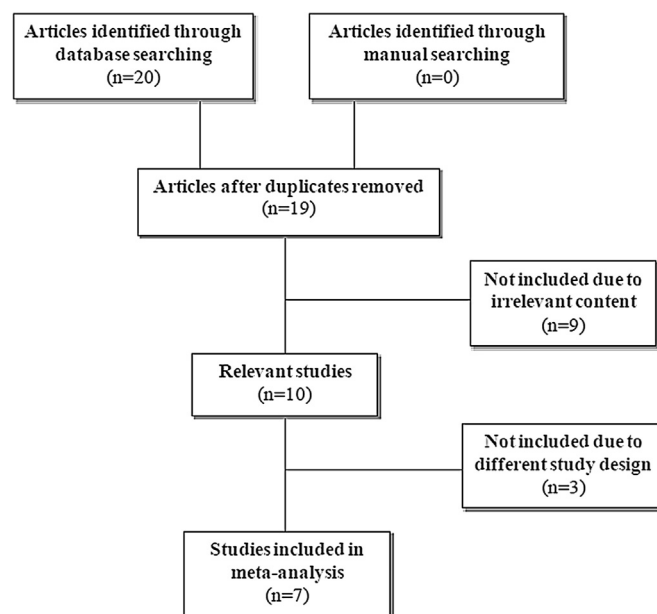 Articles identified through
database searching
(n=20)
Articles identified through
manual searching
(n=0)
Articles after duplicates removed
(n=19)
Not included due to
irrelevant content
(n=9)
Relevant studies
(n=10)
Not included due to
different study design
(n=3)
Studies included in
meta-analysis
(n=7)